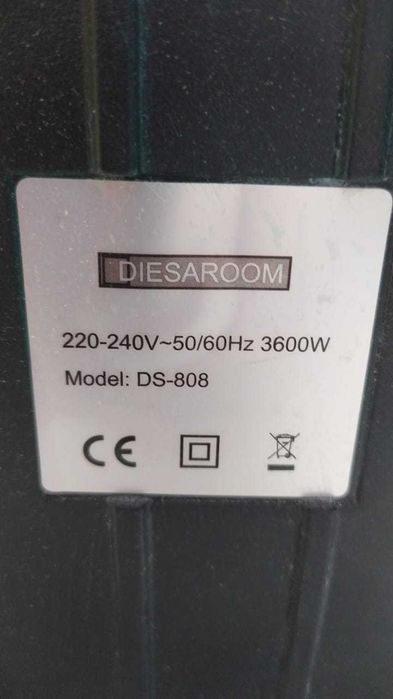 DIESAROOM
220-240V~50/60Hz 3600W
Model: DS-808
CE